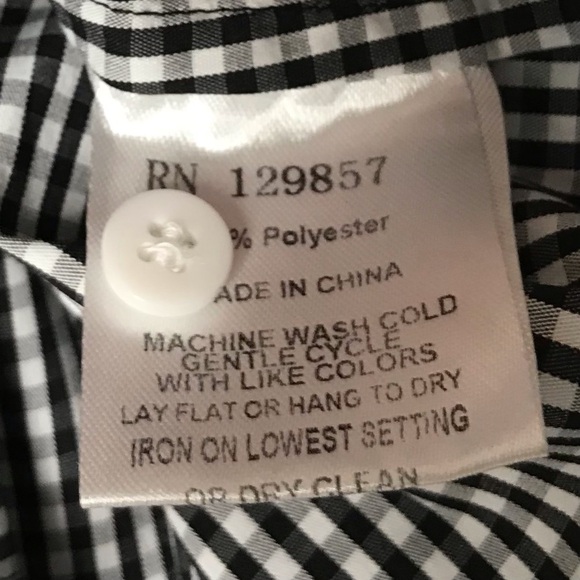 RN 129857
% Polyester
ADE IN CHINA
MACHINE WASH COLD
GENTLE CYCLE
WITH LIKE COLORS
LAY FLAT OR HANG TO DRY
IRON ON LOWEST SETTING
OR DRY CLEAN